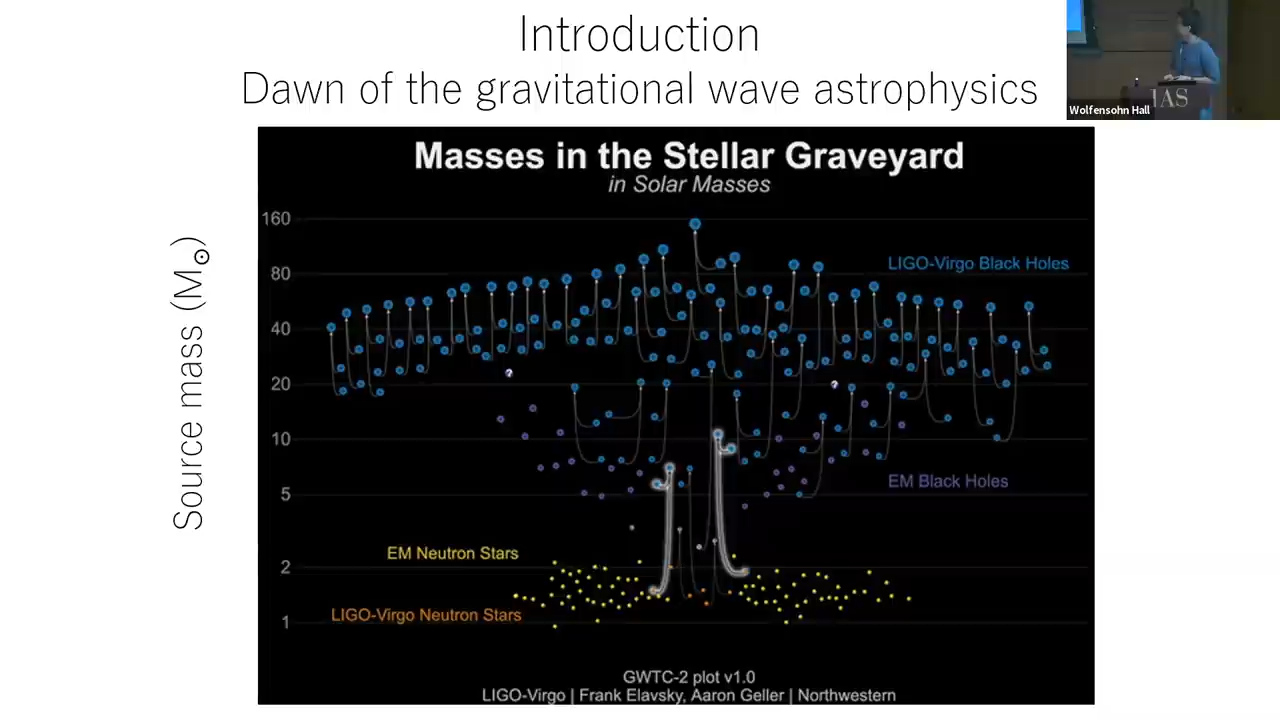 Introduction
Dawn of the gravitational wave astrophysics
Wolfensohn Hall
IAS
Masses in the Stellar Graveyard
in Solar Masses
Source mass (M⊙)
160
80
40
20
10
5
2
1
LIGO-Virgo Black Holes
EM Black Holes
EM Neutron Stars
LIGO-Virgo Neutron Stars
GWTC-2 plot v1.0
LIGO-Virgo | Frank Elavsky, Aaron Geller | Northwestern